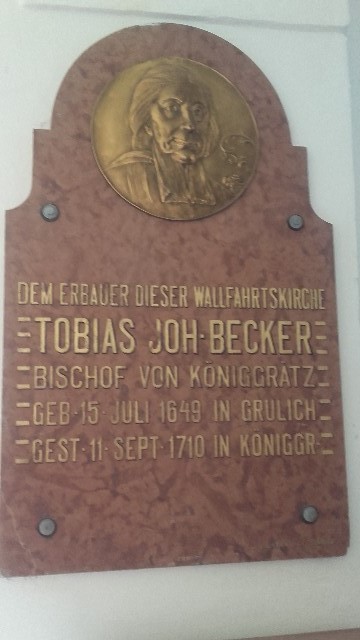 DEM ERBAUER DIESER WALLFAHRTSKIRCHE
TOBIAS JOH·BECKER
BISCHOF VON KÖNIGGRÄTZ
GEB·15·JULI 1649 IN GRULICH
GEST·11·SEPT·1710 IN KÖNIGGR·